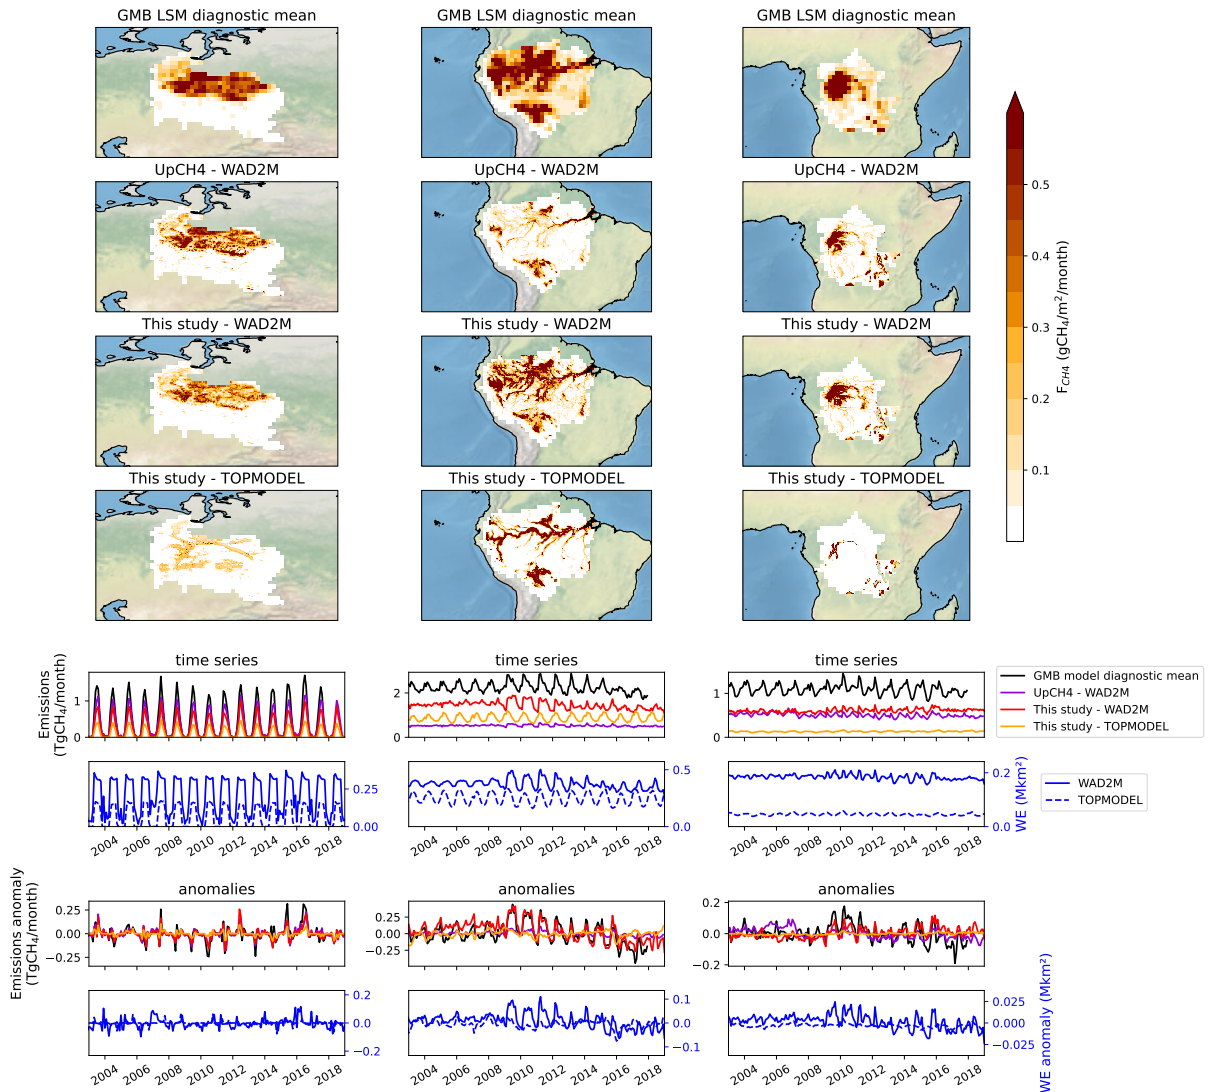 GMB LSM diagnostic mean GMB LSM diagnostic mean GMB LSM diagnostic mean
UpCH4 - WAD2M UpCH4 - WAD2M UpCH4 - WAD2M
This study - WAD2M This study - WAD2M This study - WAD2M
This study - TOPMODEL This study - TOPMODEL This study - TOPMODEL
0.5
0.4
0.3
0.2
0.1
F_CH4 (gCH₄/m²/month)
time series time series time series
Emissions
(TgCH₄/month)
1
0
2
0
1
0
GMB model diagnostic mean
UpCH4 - WAD2M
This study - WAD2M
This study - TOPMODEL
0.25
0.00
0.5
0.0
0.2
0.0
WE (Mkm²)
WAD2M
TOPMODEL
2004 2006 2008 2010 2012 2014 2016 2018
2004 2006 2008 2010 2012 2014 2016 2018
2004 2006 2008 2010 2012 2014 2016 2018
anomalies anomalies anomalies
Emissions anomaly
(TgCH₄/month)
0.25
0.00
−0.25
0.25
0.00
−0.25
0.2
0.0
−0.2
0.2
0.0
−0.2
0.1
0.0
−0.1
0.025
0.000
−0.025
WE anomaly (Mkm²)
2004 2006 2008 2010 2012 2014 2016 2018
2004 2006 2008 2010 2012 2014 2016 2018
2004 2006 2008 2010 2012 2014 2016 2018